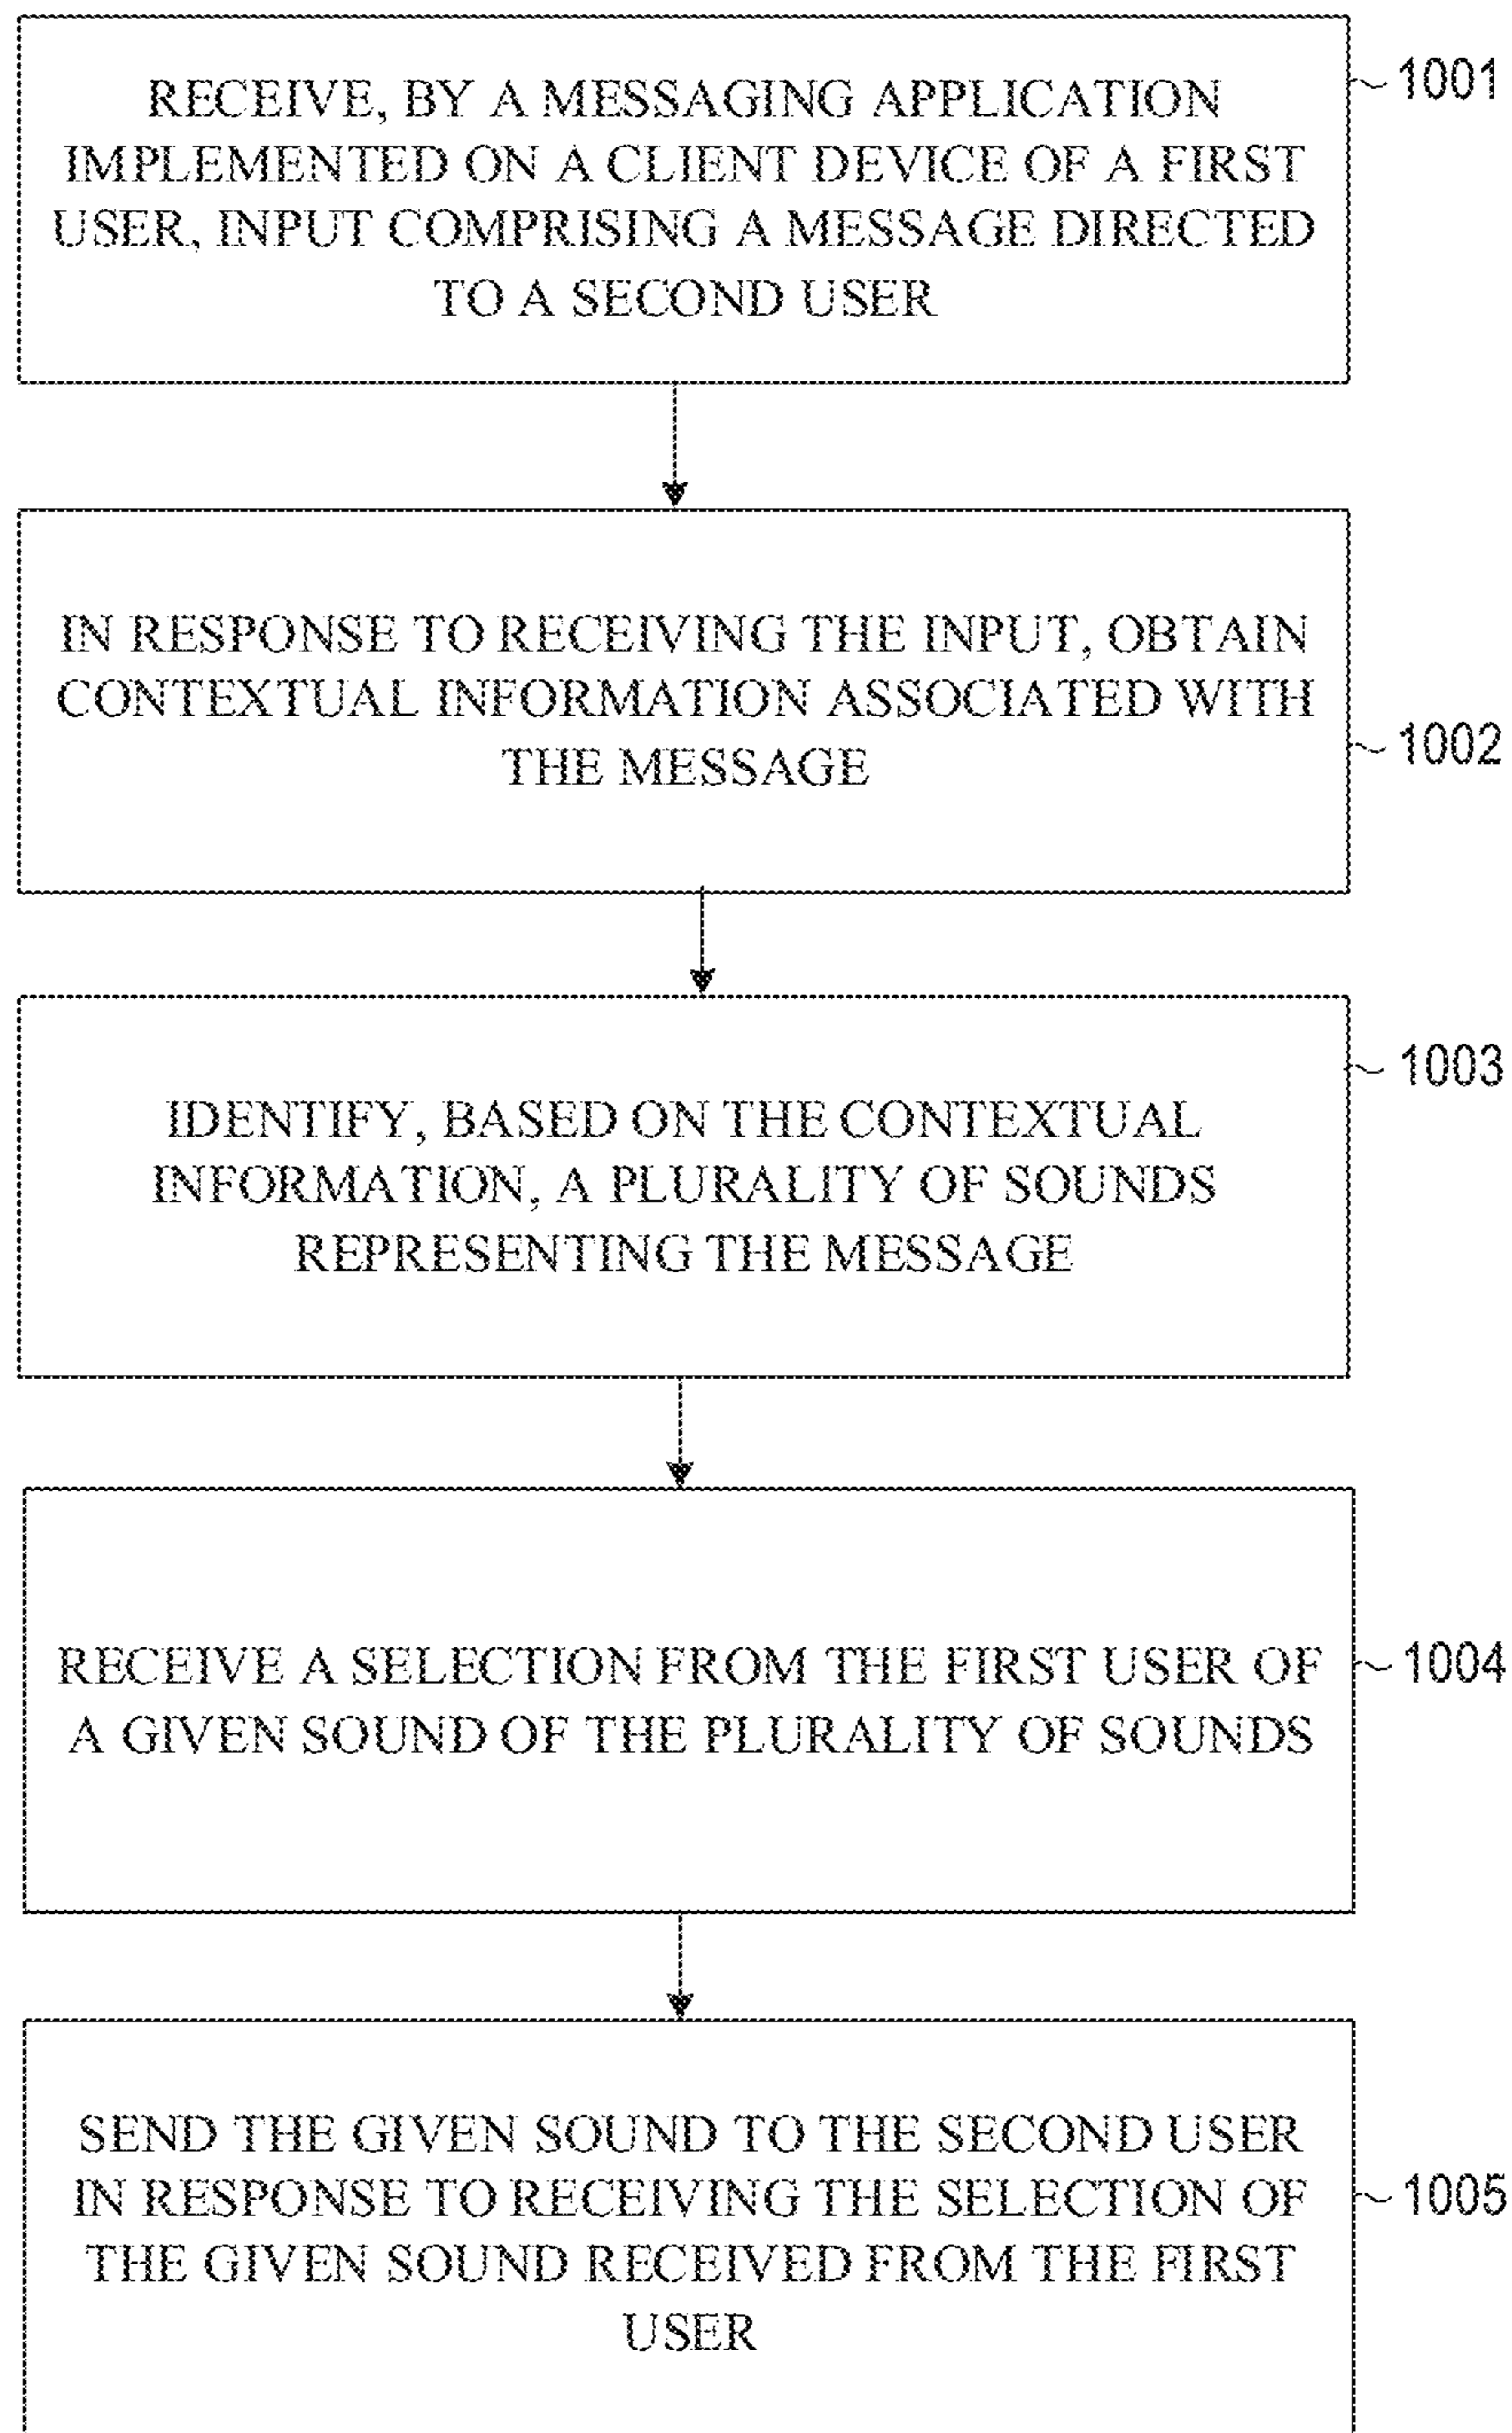 RECEIVE, BY A MESSAGING APPLICATION
IMPLEMENTED ON A CLIENT DEVICE OF A FIRST
USER, INPUT COMPRISING A MESSAGE DIRECTED
TO A SECOND USER
1001
IN RESPONSE TO RECEIVING THE INPUT, OBTAIN
CONTEXTUAL INFORMATION ASSOCIATED WITH
THE MESSAGE
1002
IDENTIFY, BASED ON THE CONTEXTUAL
INFORMATION, A PLURALITY OF SOUNDS
REPRESENTING THE MESSAGE
1003
RECEIVE A SELECTION FROM THE FIRST USER OF
A GIVEN SOUND OF THE PLURALITY OF SOUNDS
1004
SEND THE GIVEN SOUND TO THE SECOND USER
IN RESPONSE TO RECEIVING THE SELECTION OF
THE GIVEN SOUND RECEIVED FROM THE FIRST
USER
1005